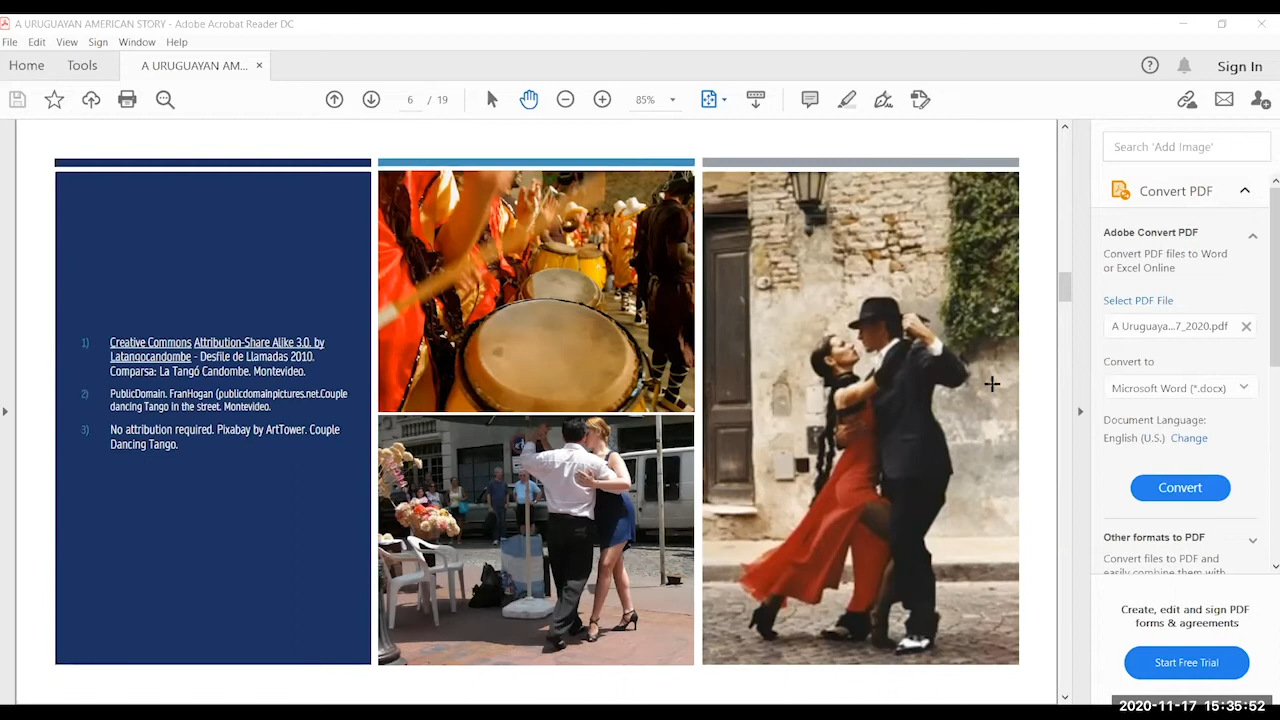 A URUGUAYAN AMERICAN STORY - Adobe Acrobat Reader DC
File Edit View Sign Window Help
Home Tools A URUGUAYAN AM... × Sign In
6 / 19 85%
Search 'Add Image'
Convert PDF
Adobe Convert PDF
Convert PDF files to Word
or Excel Online
Select PDF File
A Uruguaya...7_2020.pdf
Convert to
Microsoft Word (*.docx)
Document Language:
English (U.S.) Change
Convert
Other formats to PDF
Convert files to PDF and
easily combine them with
Create, edit and sign PDF
forms & agreements
Start Free Trial
1) Creative Commons Attribution-Share Alike 3.0. by
Latangocandombe - Desfile de Llamadas 2010.
Comparsa: La Tangó Candombe. Montevideo.
2) PublicDomain. FranHogan (publicdomainpictures.net.Couple
dancing Tango in the street. Montevideo.
3) No attribution required. Pixabay by ArtTower. Couple
Dancing Tango.
2020-11-17 15:35:52